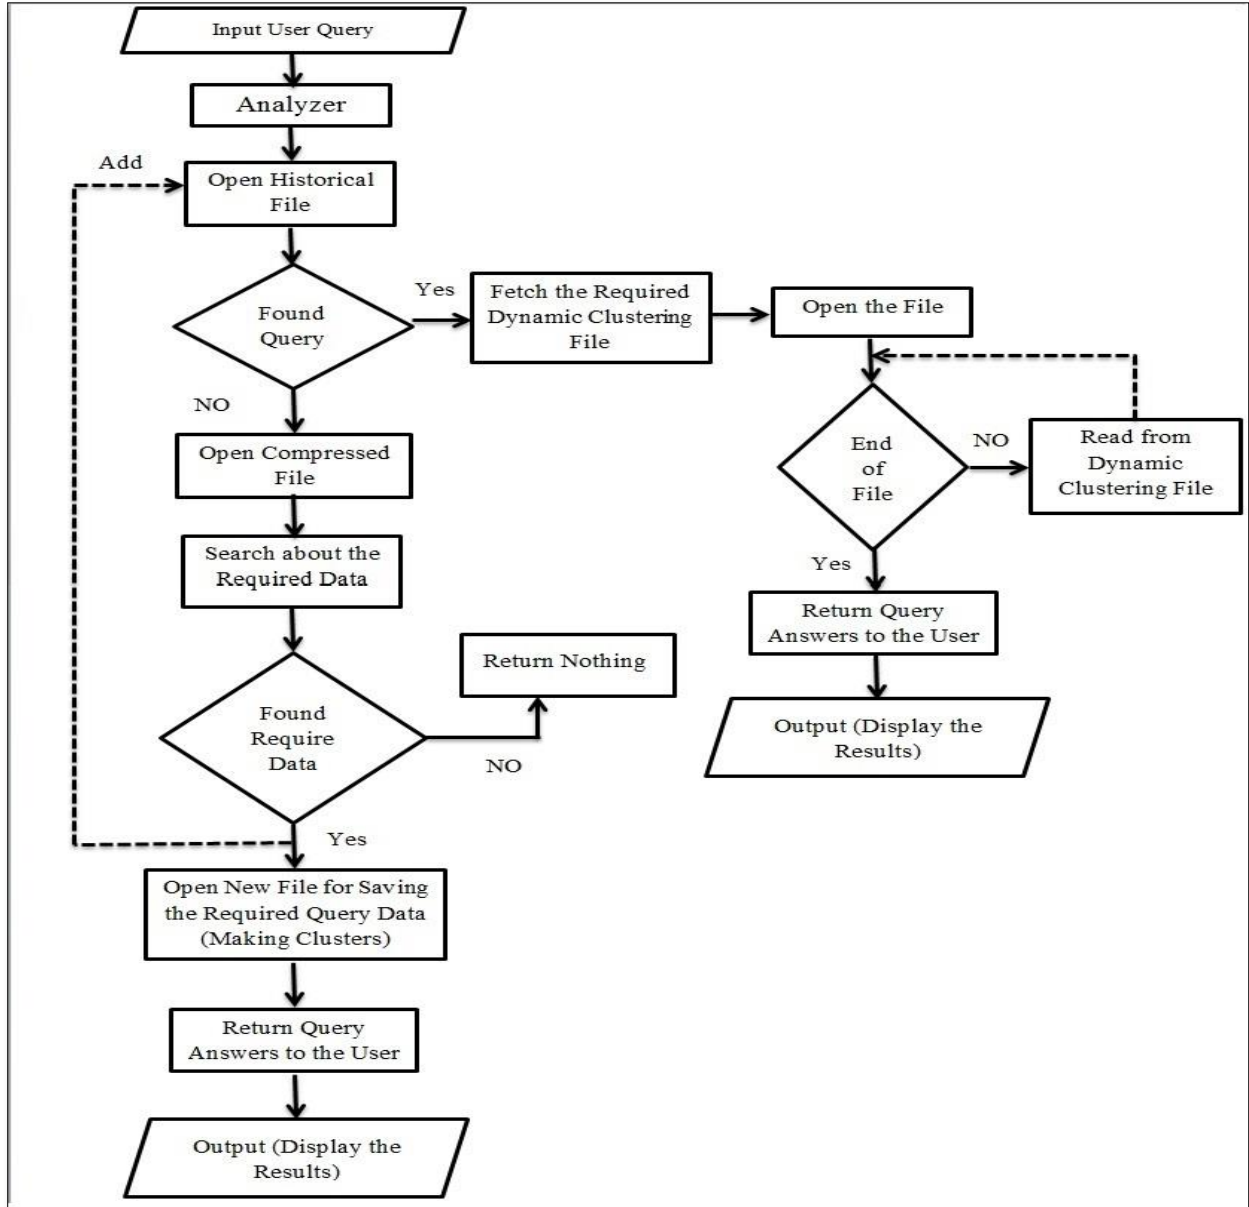 Input User Query
Analyzer
Add
Open Historical
File
Found
Query
Yes
Fetch the Required
Dynamic Clustering
File
Open the File
NO
Open Compressed
File
End
of
File
NO
Read from
Dynamic
Clustering File
Search about the
Required Data
Yes
Return Query
Answers to the User
Output (Display the
Results)
Found
Require
Data
NO
Return Nothing
Yes
Open New File for Saving
the Required Query Data
(Making Clusters)
Return Query
Answers to the User
Output (Display the
Results)